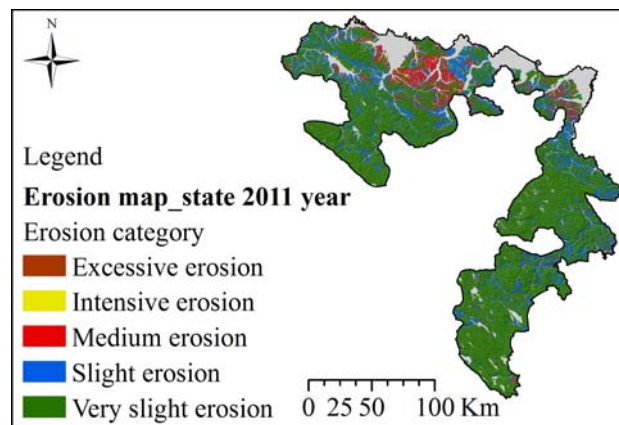 N
Legend
Erosion map_state 2011 year
Erosion category
Excessive erosion
Intensive erosion
Medium erosion
Slight erosion
Very slight erosion
0 25 50 100 Km